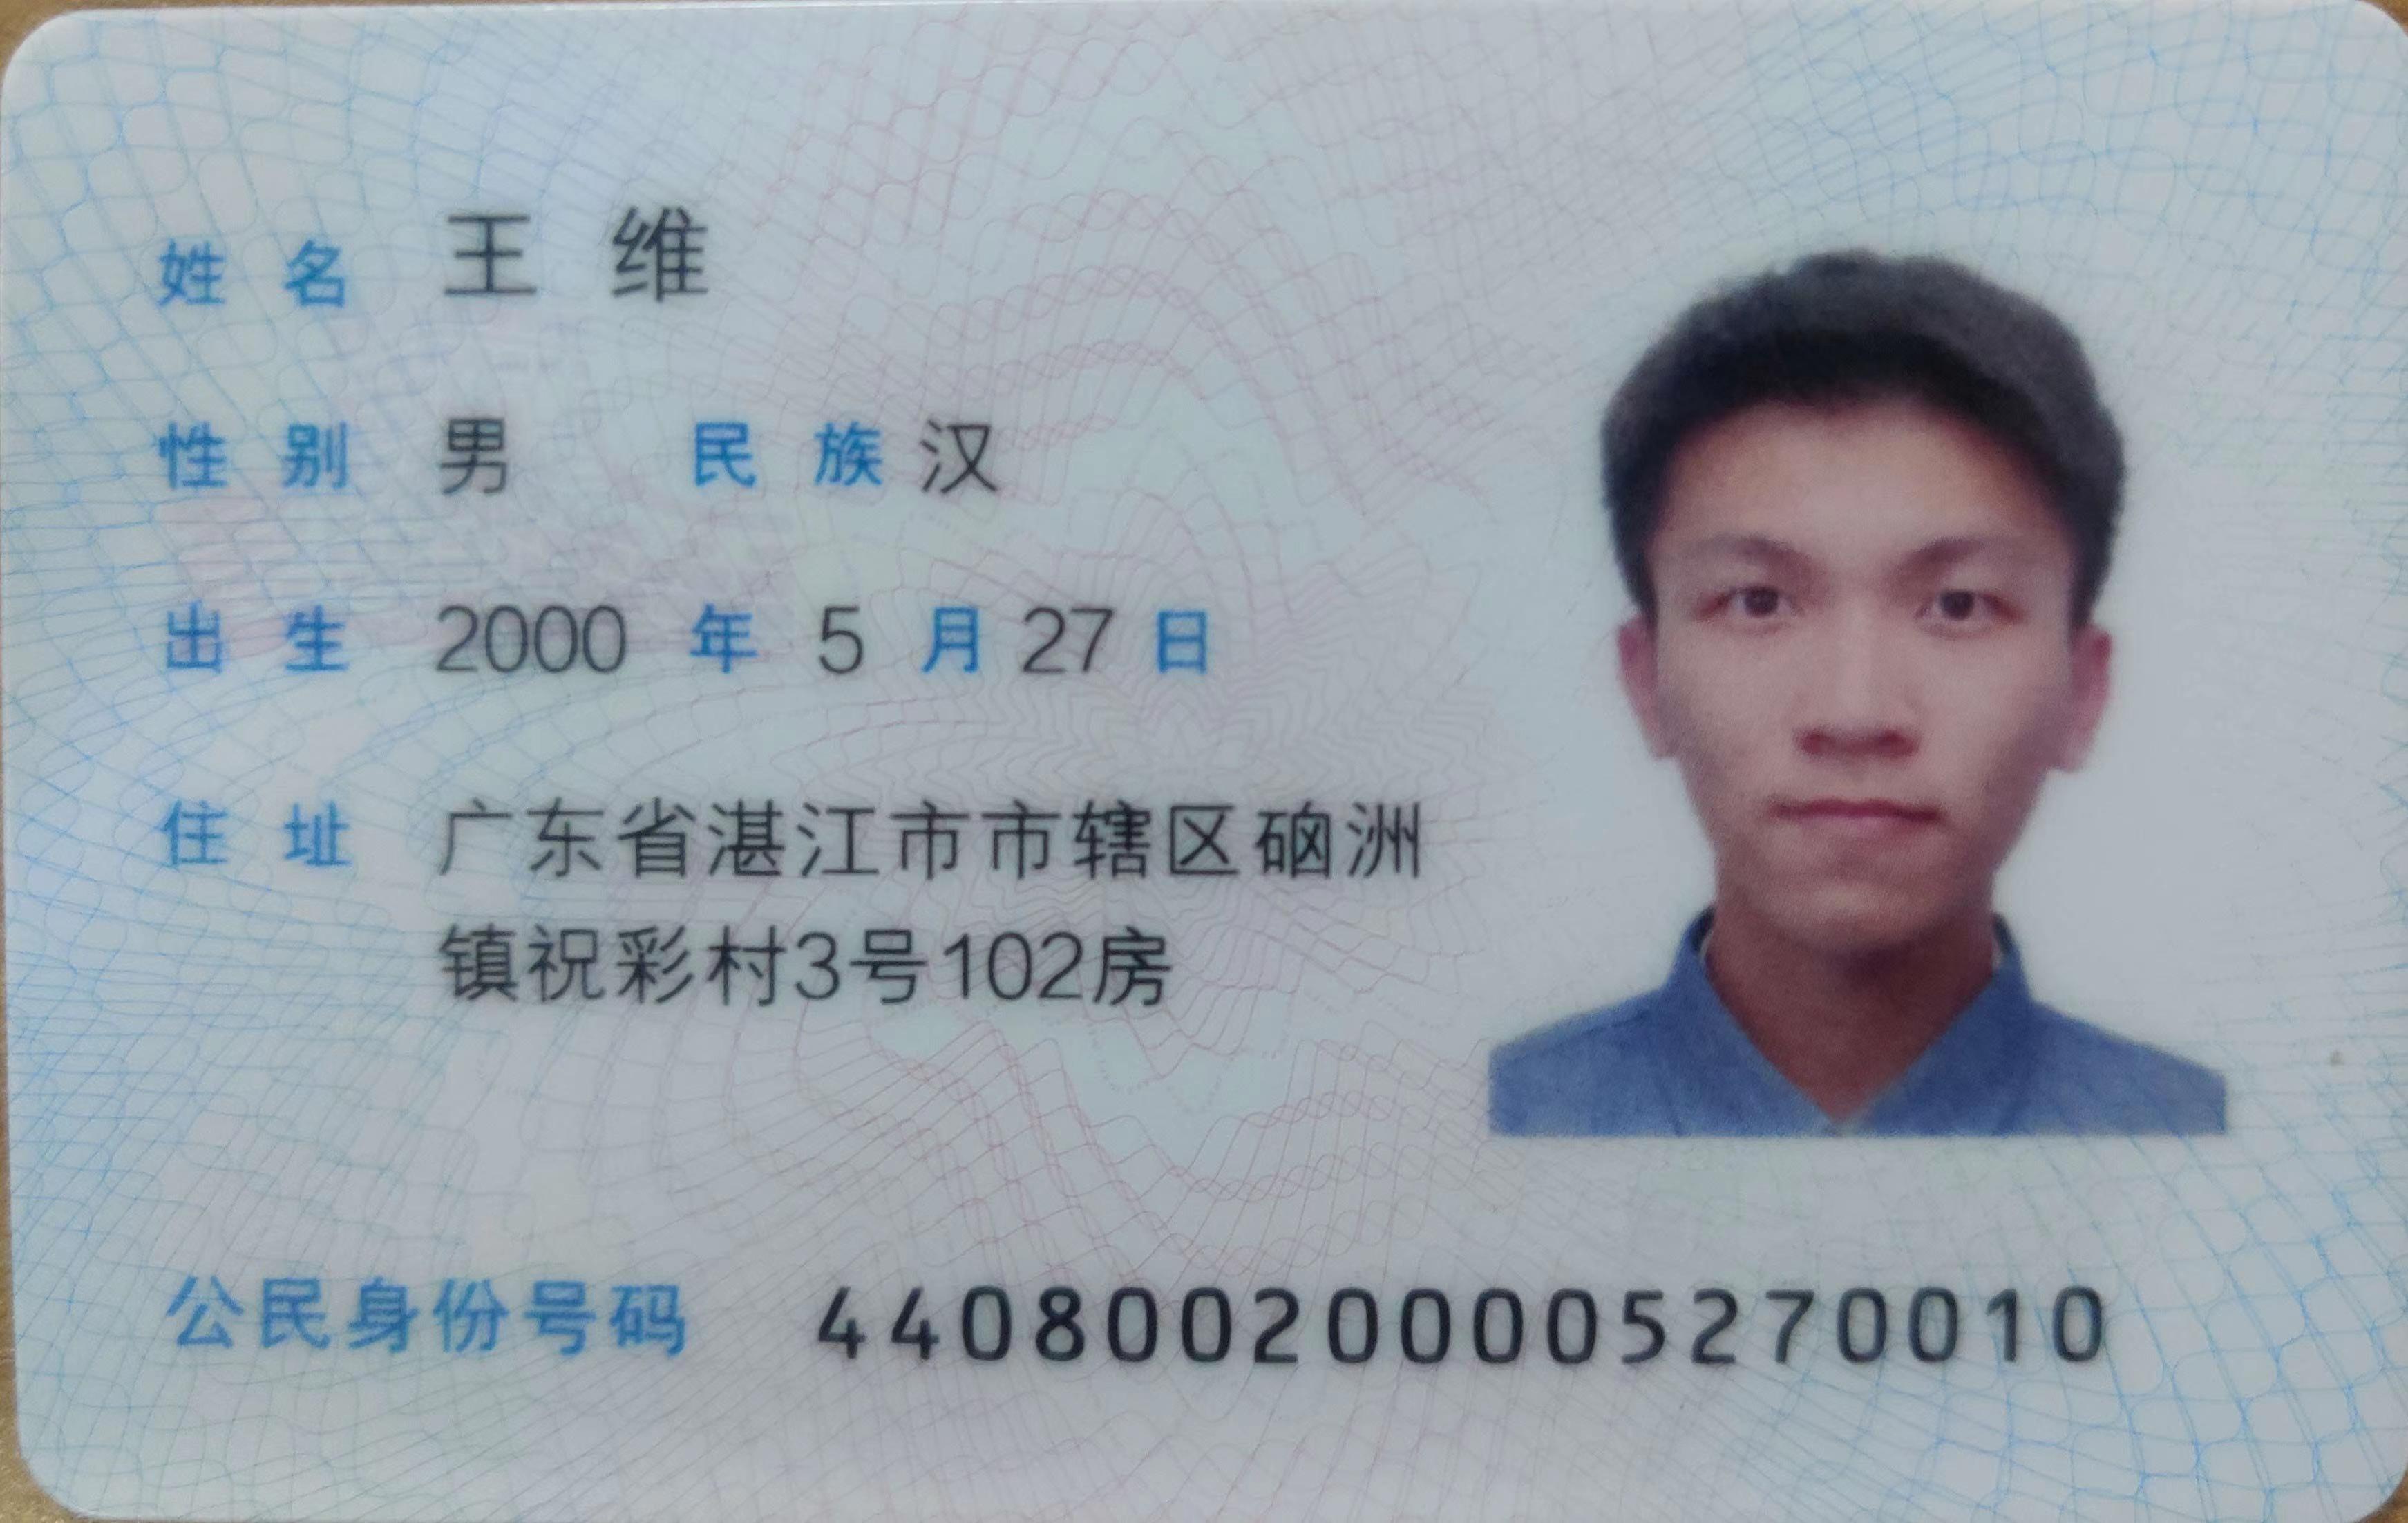 姓名 王维
性别 男 民族 汉
出生 2000 年 5 月 27 日
住址 广东省湛江市市辖区硇洲
镇祝彩村3号102房
公民身份号码 440800200005270010